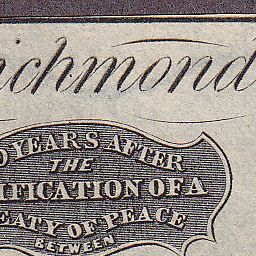 ichmond
O YEARS AFTER
THE
IFICATION OF A
EATY OF PEACE
BETWEEN